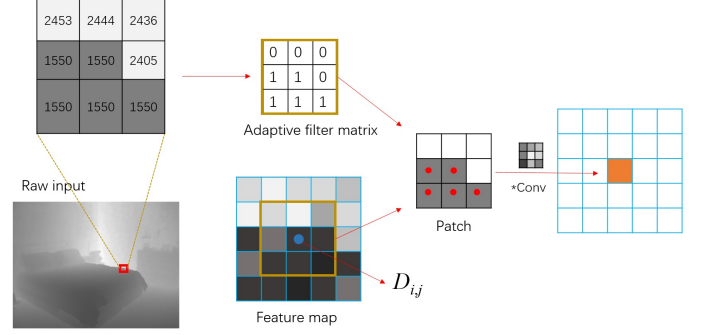 2453 2444 2436
1550 1550 2405
1550 1550 1550
0 0 0
1 1 0
1 1 1
Adaptive filter matrix
Raw input
*Conv
Patch
D i,j
Feature map